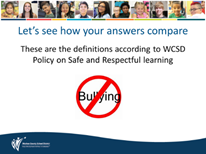 Let's see how your answers compare
These are the definitions according to WCSD
Policy on Safe and Respectful learning
Bullying